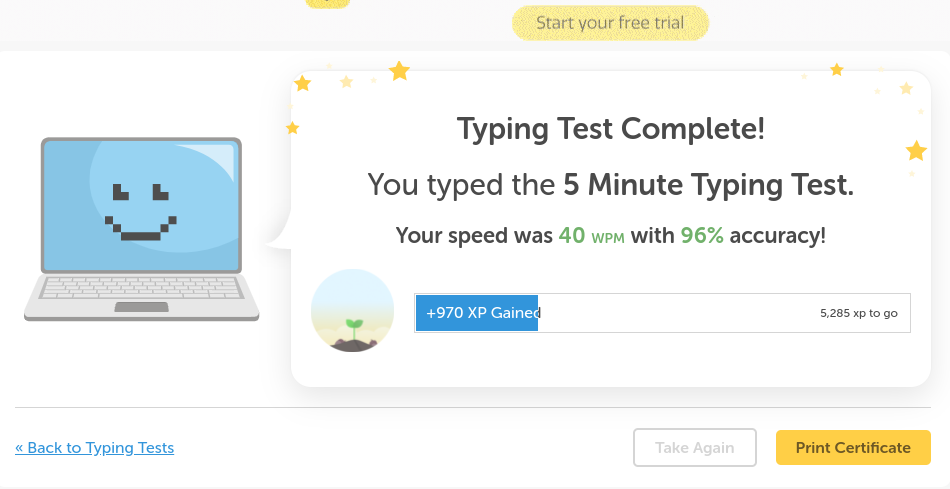 Start your free trial
Typing Test Complete!
You typed the 5 Minute Typing Test.
Your speed was 40 WPM with 96% accuracy!
+970 XP Gained
5,285 xp to go
« Back to Typing Tests
Take Again
Print Certificate